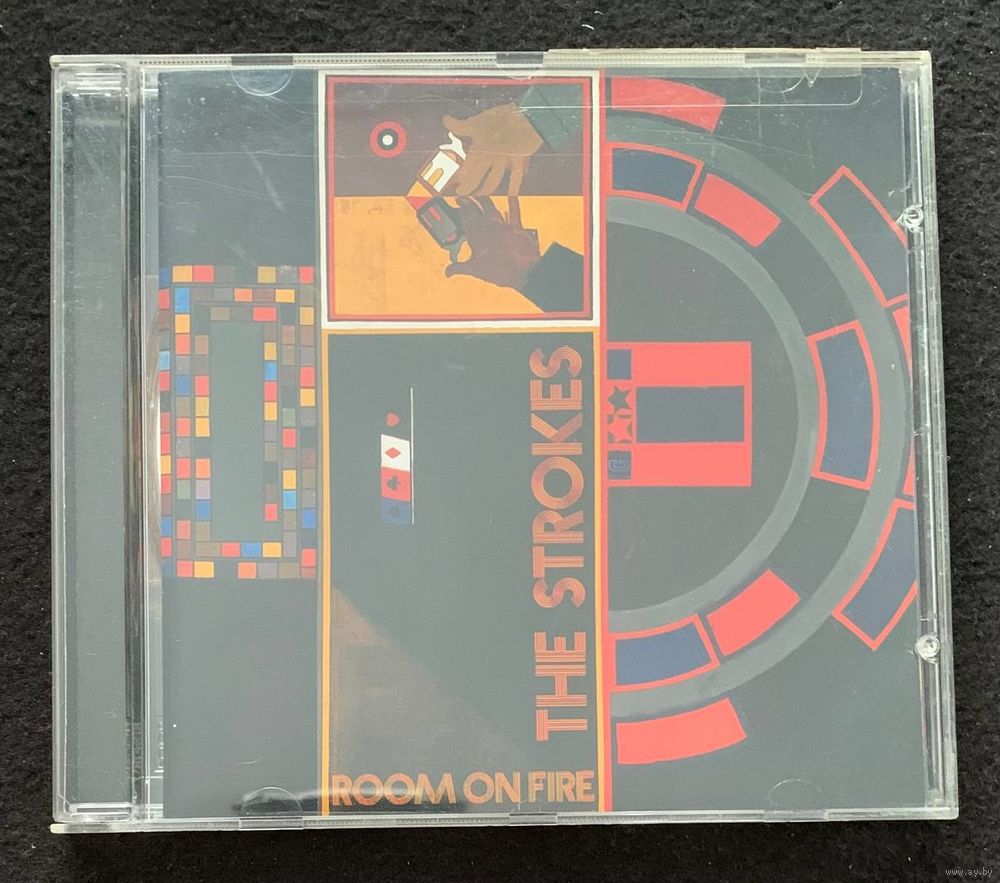 THE STROKES
ROOM ON FIRE
www.ay.by